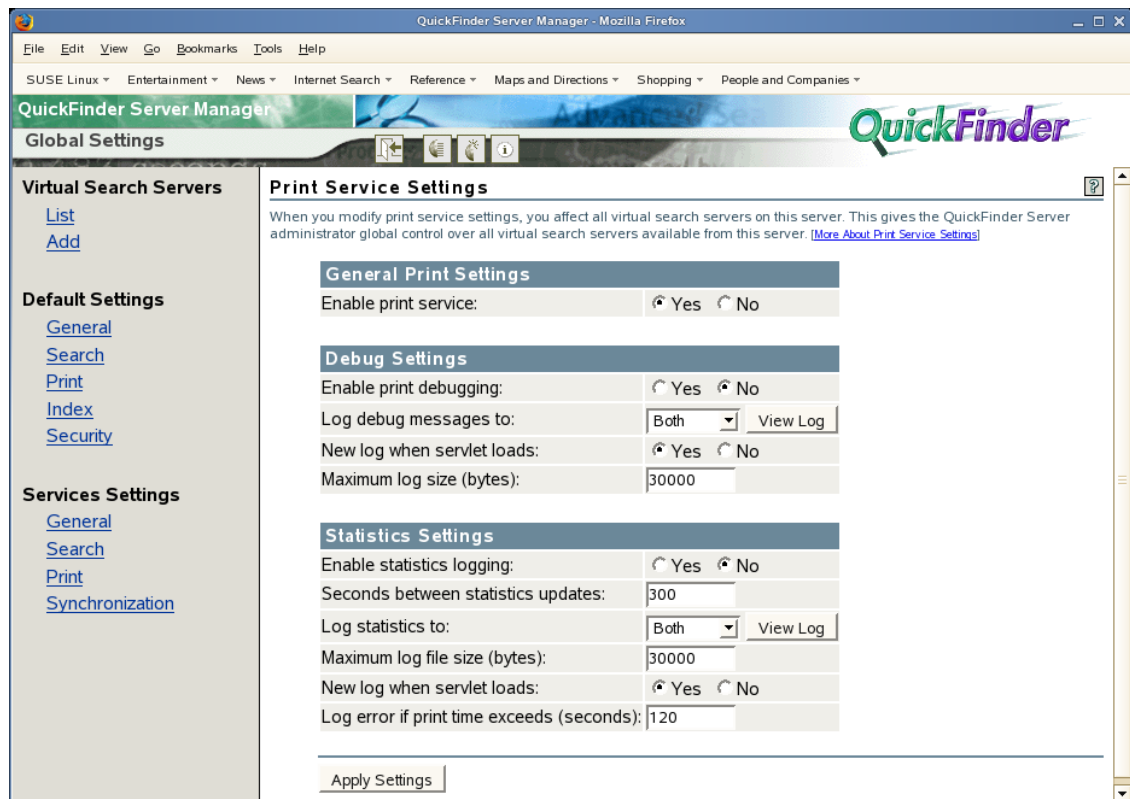 QuickFinder Server Manager - Mozilla Firefox
File Edit View Go Bookmarks Tools Help
SUSE Linux Entertainment News Internet Search Reference Maps and Directions Shopping People and Companies
QuickFinder Server Manager
Global Settings
QuickFinder
Virtual Search Servers
List
Add
Default Settings
General
Search
Print
Index
Security
Services Settings
General
Search
Print
Synchronization
Print Service Settings
When you modify print service settings, you affect all virtual search servers on this server. This gives the QuickFinder Server
administrator global control over all virtual search servers available from this server. [More About Print Service Settings]
General Print Settings
Enable print service: Yes No
Debug Settings
Enable print debugging: Yes No
Log debug messages to: Both View Log
New log when servlet loads: Yes No
Maximum log size (bytes): 30000
Statistics Settings
Enable statistics logging: Yes No
Seconds between statistics updates: 300
Log statistics to: Both View Log
Maximum log file size (bytes): 30000
New log when servlet loads: Yes No
Log error if print time exceeds (seconds): 120
Apply Settings